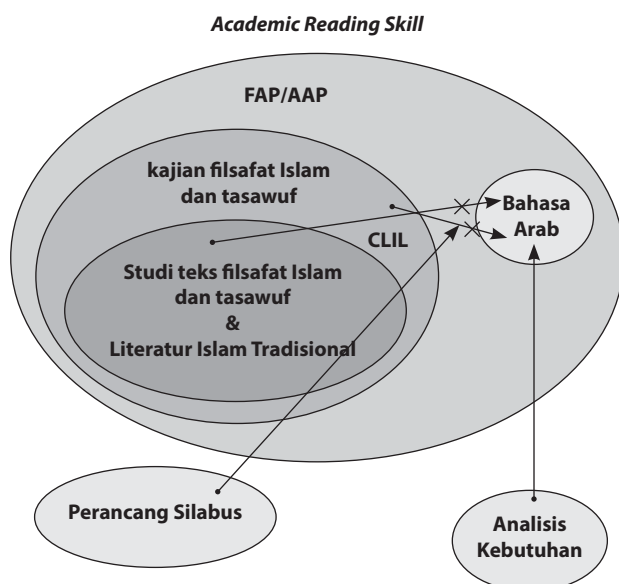 Academic Reading Skill
FAP/AAP
kajian filsafat Islam
dan tasawuf
Bahasa
Arab
CLIL
Studi teks filsafat Islam
dan tasawuf
&
Literatur Islam Tradisional
Perancang Silabus
Analisis
Kebutuhan